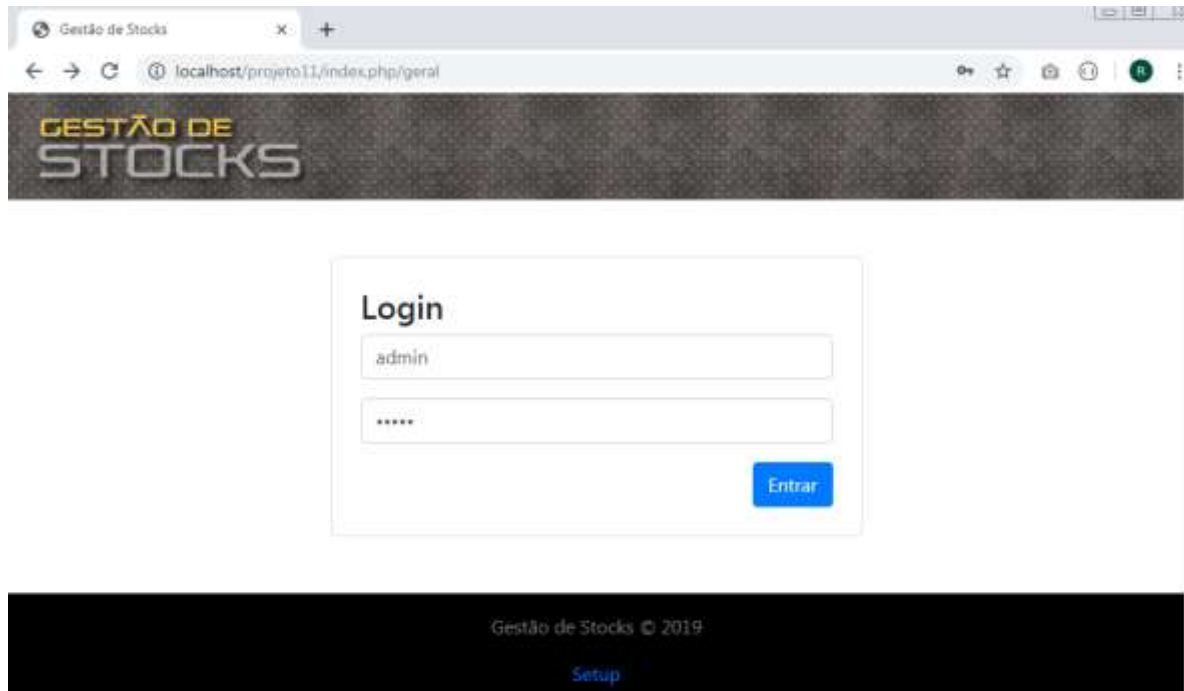 Gestão de Stocks
localhost/projeto11/index.php/geral
R
GESTÃO DE
STOCKS
Login
admin
•••••
Entrar
Gestão de Stocks © 2019
Setup